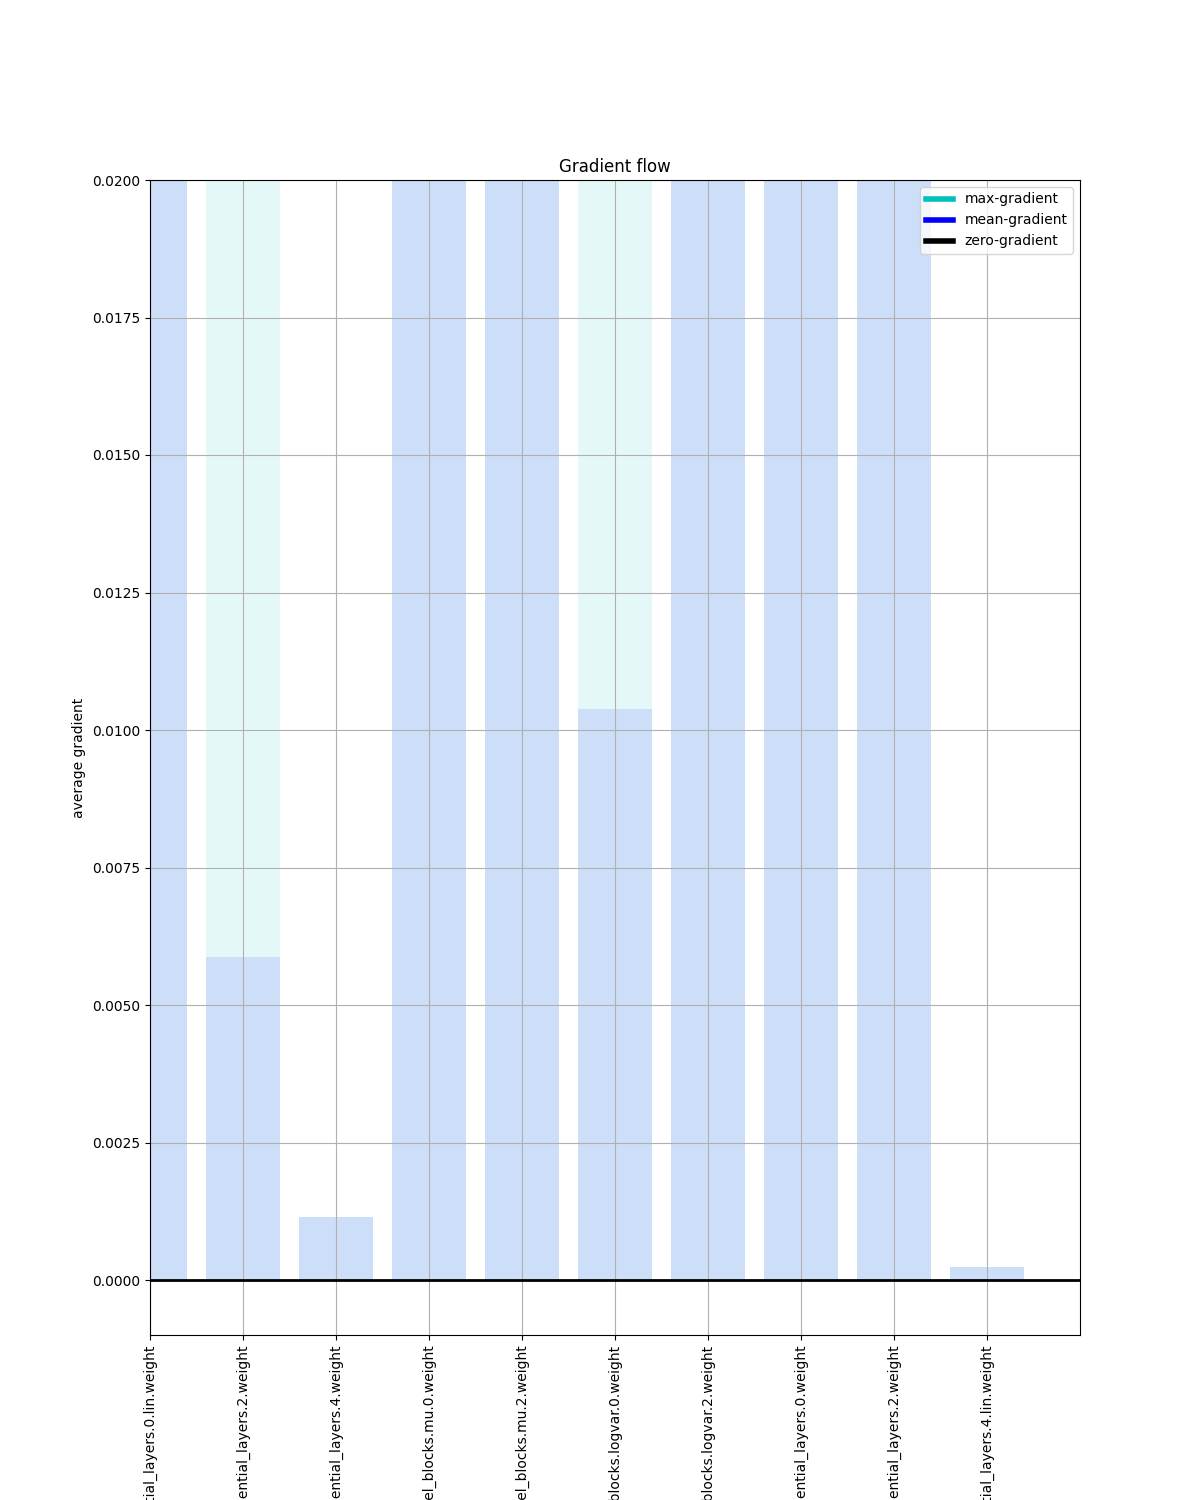 Gradient flow
max-gradient
mean-gradient
zero-gradient
0.0200
0.0175
0.0150
0.0125
0.0100
0.0075
0.0050
0.0025
0.0000
average gradient
tial_layers.0.lin.weight
ential_layers.2.weight
ential_layers.4.weight
el_blocks.mu.0.weight
el_blocks.mu.2.weight
blocks.logvar.0.weight
blocks.logvar.2.weight
ential_layers.0.weight
ential_layers.2.weight
tial_layers.4.lin.weight